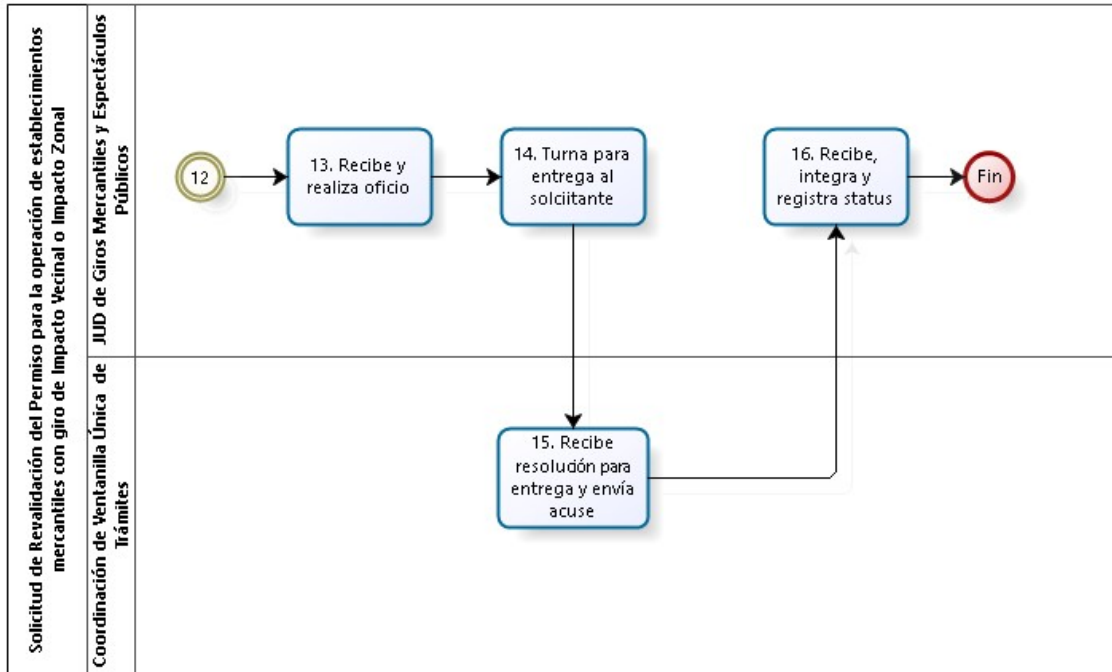 Solicitud de Revalidación del Permiso para la operación de establecimientos
mercantiles con giro de Impacto Vecinal o Impacto Zonal
JUD de Giros Mercantiles y Espectáculos
Públicos
12
13. Recibe y
realiza oficio
14. Turna para
entrega al
solciitante
16. Recibe,
integra y
registra status
Fin
Coordinación de Ventanilla Única de
Trámites
15. Recibe
resolución para
entrega y envía
acuse